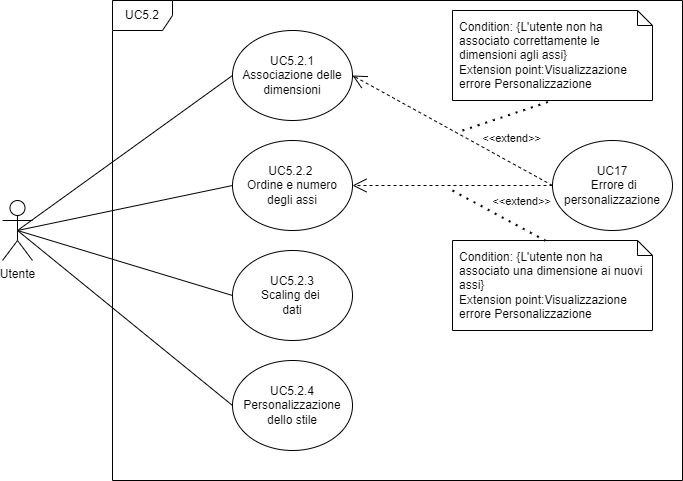 UC5.2
UC5.2.1
Associazione delle
dimensioni
Condition: {L'utente non ha
associato correttamente le
dimensioni agli assi}
Extension point:Visualizzazione
errore Personalizzazione
<<extend>>
UC5.2.2
Ordine e numero
degli assi
UC17
Errore di
personalizzazione
<<extend>>
Utente
UC5.2.3
Scaling dei
dati
Condition: {L'utente non ha
associato una dimensione ai nuovi
assi}
Extension point:Visualizzazione
errore Personalizzazione
UC5.2.4
Personalizzazione
dello stile